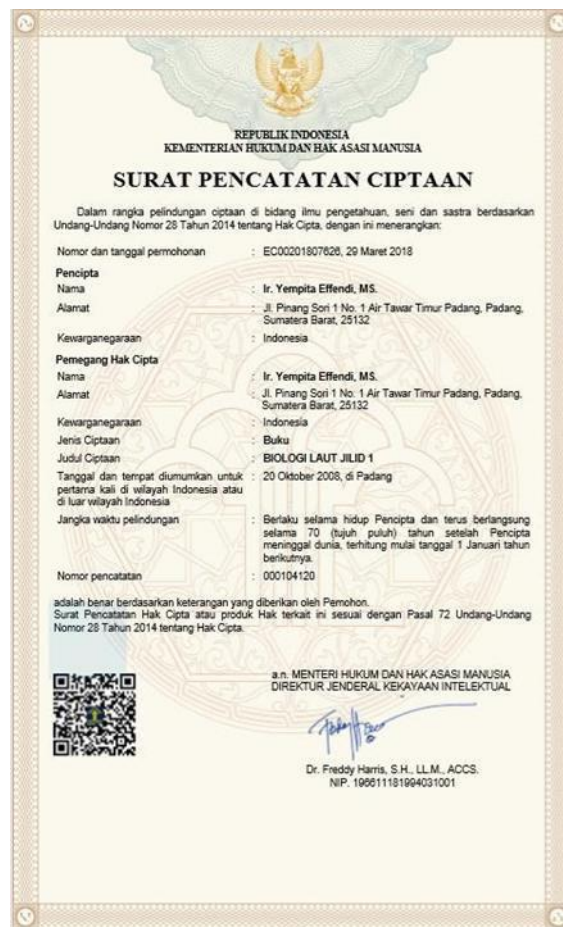 REPUBLIK INDONESIA
KEMENTERIAN HUKUM DAN HAK ASASI MANUSIA
SURAT PENCATATAN CIPTAAN
Dalam rangka pelindungan ciptaan di bidang ilmu pengetahuan, seni dan sastra berdasarkan
Undang-Undang Nomor 28 Tahun 2014 tentang Hak Cipta, dengan ini menerangkan:
Nomor dan tanggal permohonan : EC00201807626, 29 Maret 2018
Pencipta
Nama : Ir. Yempita Effendi, MS.
Alamat : Jl. Pinang Sori 1 No. 1 Air Tawar Timur Padang, Padang,
Sumatera Barat, 25132
Kewarganegaraan : Indonesia
Pemegang Hak Cipta
Nama : Ir. Yempita Effendi, MS.
Alamat : Jl. Pinang Sori 1 No. 1 Air Tawar Timur Padang, Padang,
Sumatera Barat, 25132
Kewarganegaraan : Indonesia
Jenis Ciptaan : Buku
Judul Ciptaan : BIOLOGI LAUT JILID 1
Tanggal dan tempat diumumkan untuk : 20 Oktober 2008, di Padang
pertama kali di wilayah Indonesia atau
di luar wilayah Indonesia
Jangka waktu pelindungan : Berlaku selama hidup Pencipta dan terus berlangsung
selama 70 (tujuh puluh) tahun setelah Pencipta
meninggal dunia, terhitung mulai tanggal 1 Januari tahun
berikutnya.
Nomor pencatatan : 000104120
adalah benar berdasarkan keterangan yang diberikan oleh Pemohon.
Surat Pencatatan Hak Cipta atau produk Hak terkait ini sesuai dengan Pasal 72 Undang-Undang
Nomor 28 Tahun 2014 tentang Hak Cipta.
a.n. MENTERI HUKUM DAN HAK ASASI MANUSIA
DIREKTUR JENDERAL KEKAYAAN INTELEKTUAL
Dr. Freddy Harris, S.H., LL.M., ACCS.
NIP. 196611181994031001